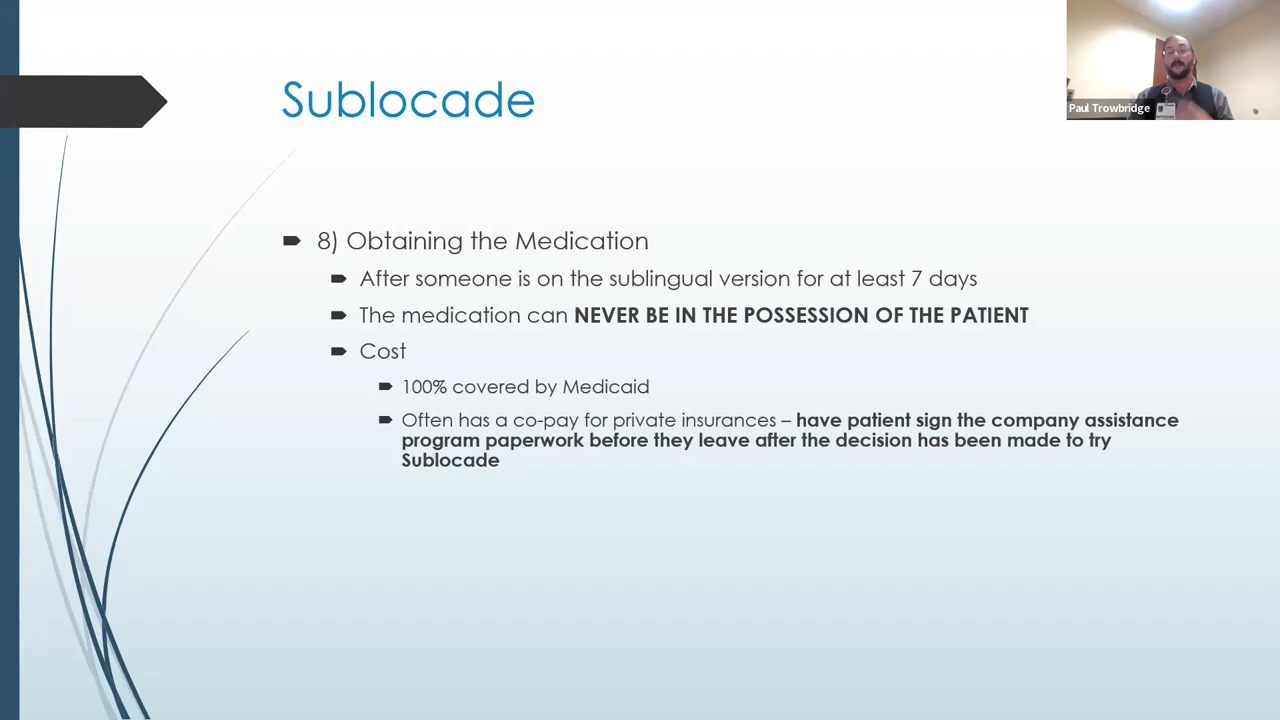 Sublocade
Paul Trowbridge
8) Obtaining the Medication
After someone is on the sublingual version for at least 7 days
The medication can NEVER BE IN THE POSSESSION OF THE PATIENT
Cost
100% covered by Medicaid
Often has a co-pay for private insurances – have patient sign the company assistance
program paperwork before they leave after the decision has been made to try
Sublocade